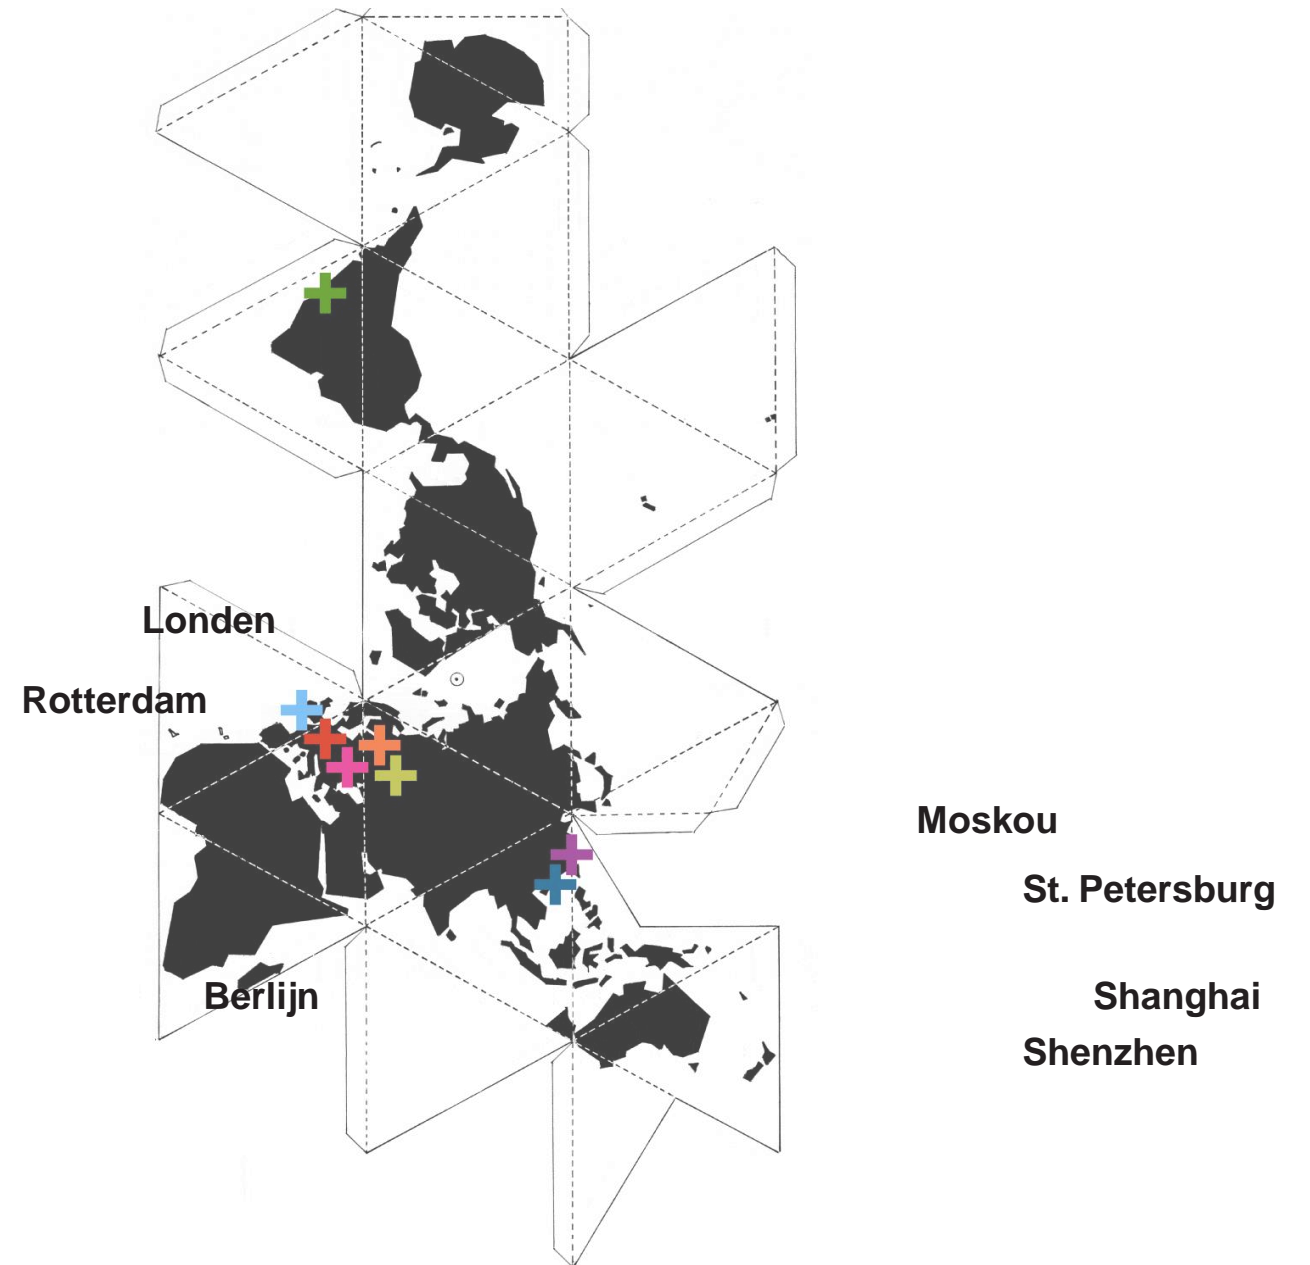 Londen
Rotterdam
Moskou
St. Petersburg
Berlijn
Shanghai
Shenzhen